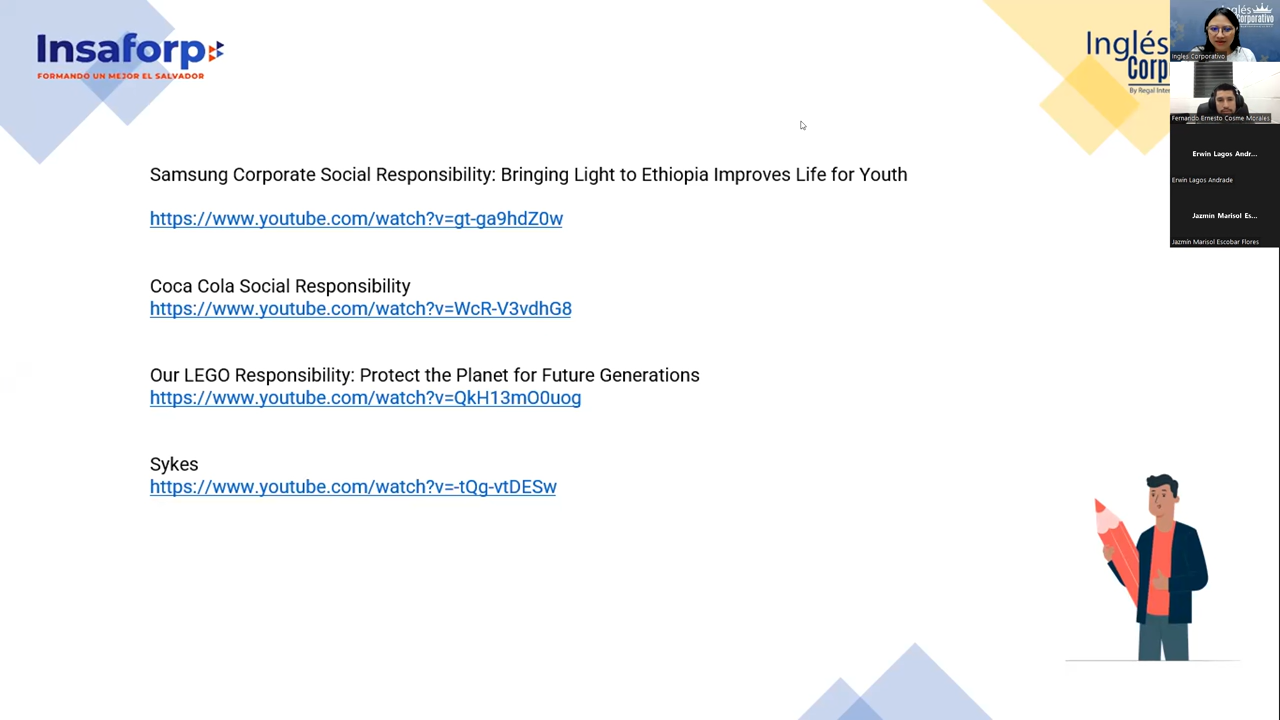 Insaforp
FORMANDO UN MEJOR EL SALVADOR
Inglés
Corp
By Regal Inter
Samsung Corporate Social Responsibility: Bringing Light to Ethiopia Improves Life for Youth
https://www.youtube.com/watch?v=gt-ga9hdZ0w
Coca Cola Social Responsibility
https://www.youtube.com/watch?v=WcR-V3vdhG8
Our LEGO Responsibility: Protect the Planet for Future Generations
https://www.youtube.com/watch?v=QkH13mO0uog
Sykes
https://www.youtube.com/watch?v=-tQg-vtDESw
Ingles Corporativo
Fernando Ernesto Cosme Morales
Erwin Lagos Andr...
Erwin Lagos Andrade
Jazmín Marisol Es...
Jazmín Marisol Escobar Flores